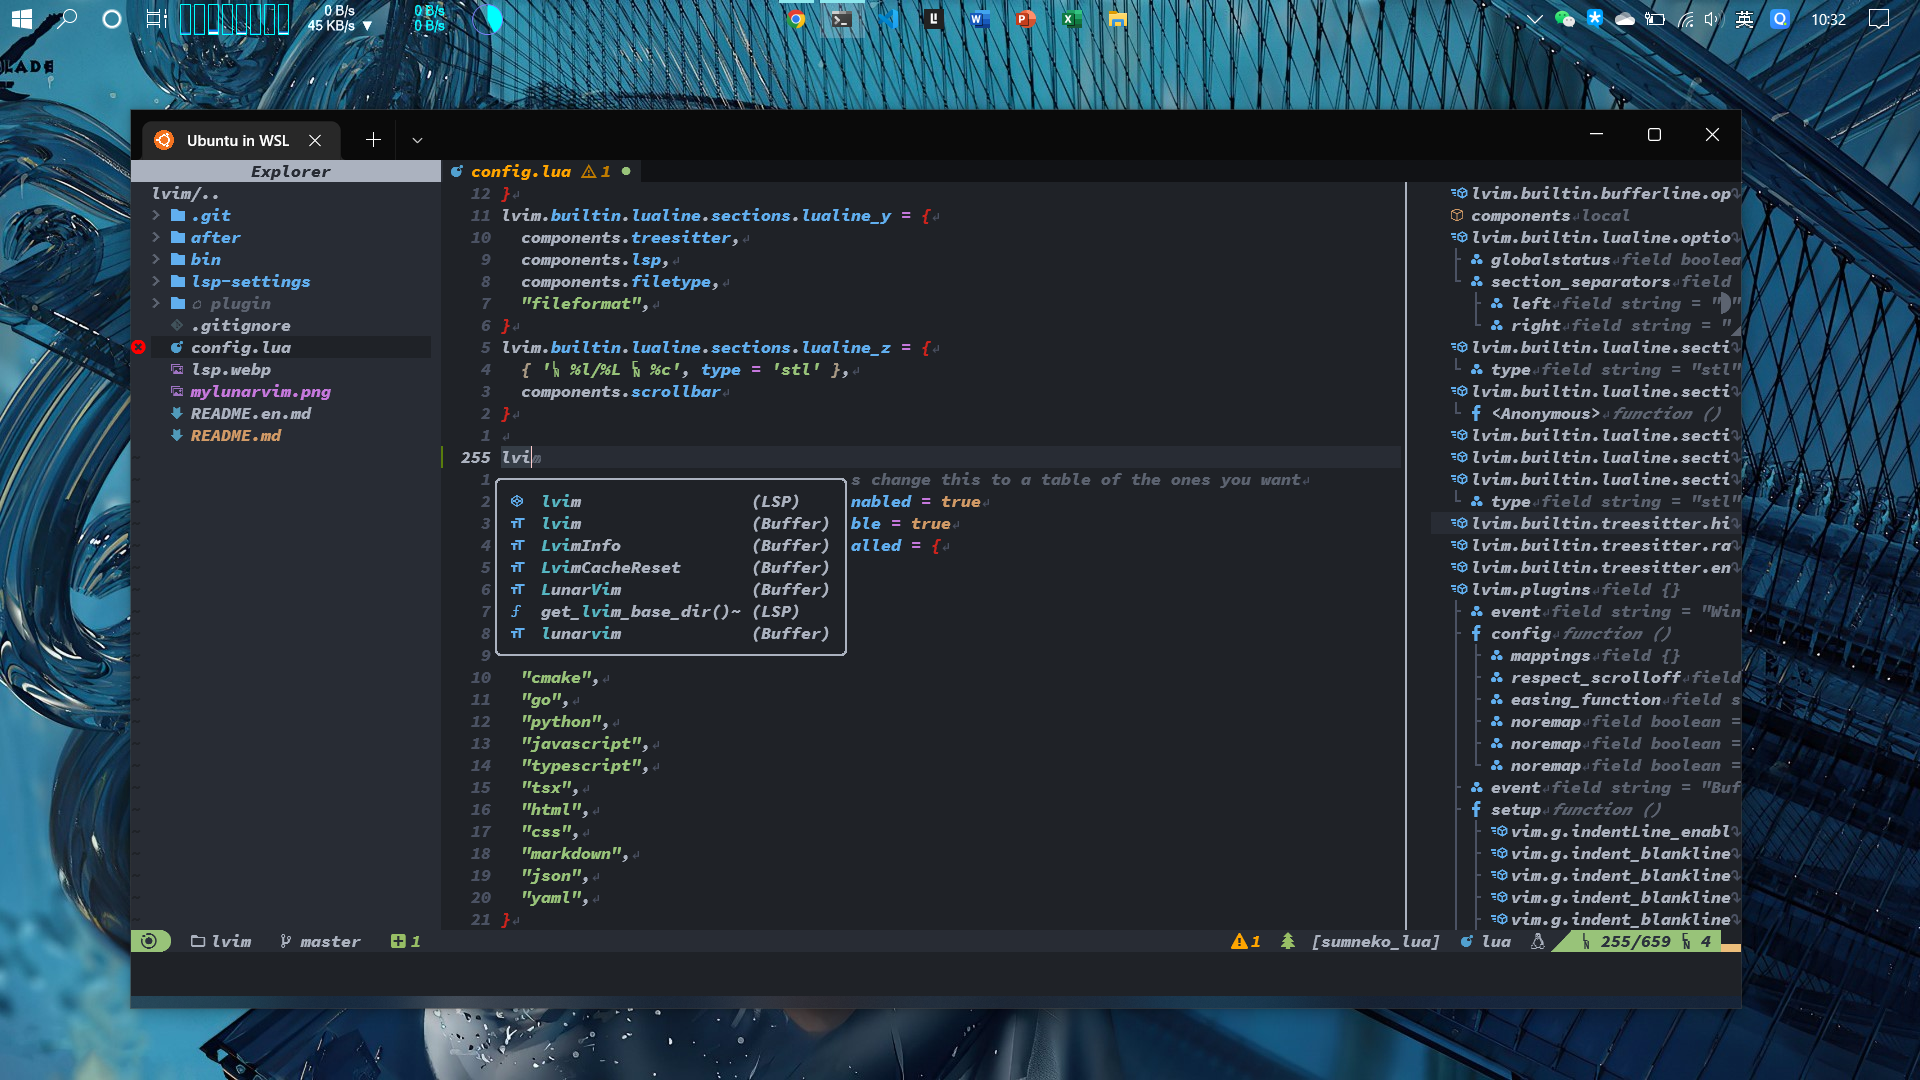 0 B/s
45 KB/s ▼
0 B/s
0 B/s
英
10:32
LADE
Ubuntu in WSL
Explorer
config.lua 1
lvim/..
.git
after
bin
lsp-settings
plugin
.gitignore
config.lua
lsp.webp
mylunarvim.png
README.en.md
README.md
12 }
11 lvim.builtin.lualine.sections.lualine_y = {
10 components.treesitter,
9 components.lsp,
8 components.filetype,
7 "fileformat",
6 }
5 lvim.builtin.lualine.sections.lualine_z = {
4 { '␊ %l/%L ␍ %c', type = 'stl' },
3 components.scrollbar
2 }
1
255 lvim
1 s change this to a table of the ones you want
2 nabled = true
3 ble = true
4 alled = {
5
6
7
8
9
lvim (LSP)
lvim (Buffer)
LvimInfo (Buffer)
LvimCacheReset (Buffer)
LunarVim (Buffer)
get_lvim_base_dir()~ (LSP)
lunarvim (Buffer)
10 "cmake",
11 "go",
12 "python",
13 "javascript",
14 "typescript",
15 "tsx",
16 "html",
17 "css",
18 "markdown",
19 "json",
20 "yaml",
21 }
lvim.builtin.bufferline.op
components local
lvim.builtin.lualine.optio
globalstatus field boolea
section_separators field
left field string = " "
right field string = "
lvim.builtin.lualine.secti
type field string = "stl"
lvim.builtin.lualine.secti
<Anonymous> function ()
lvim.builtin.lualine.secti
lvim.builtin.lualine.secti
lvim.builtin.lualine.secti
type field string = "stl"
lvim.builtin.treesitter.hi
lvim.builtin.treesitter.ra
lvim.builtin.treesitter.en
lvim.plugins field {}
event field string = "Win
config function ()
mappings field {}
respect_scrolloff field
easing_function field s
noremap field boolean =
noremap field boolean =
noremap field boolean =
event field string = "Buf
setup function ()
vim.g.indentLine_enabl
vim.g.indent_blankline
vim.g.indent_blankline
vim.g.indent_blankline
vim.g.indent_blankline
lvim master 1
1 [sumneko_lua] lua 255/659 4